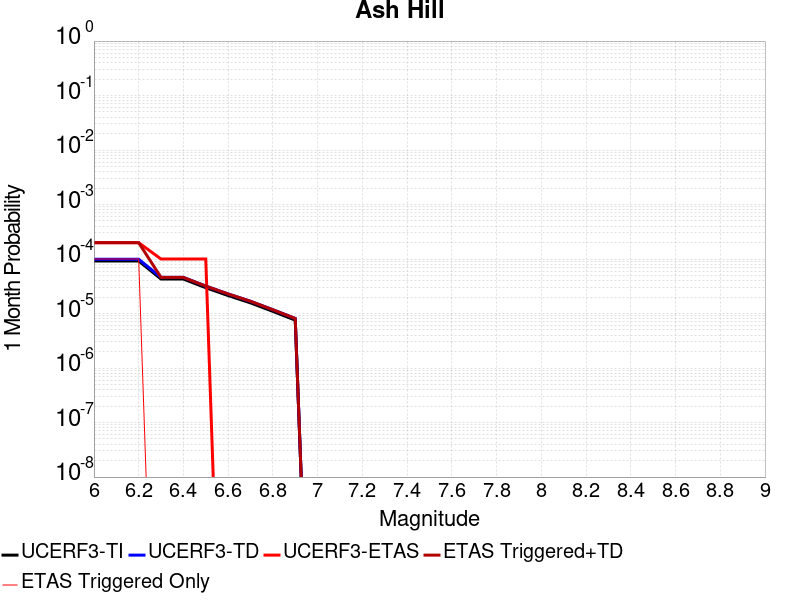 Ash Hill
10^0
10^-1
10^-2
10^-3
10^-4
10^-5
10^-6
10^-7
10^-8
1 Month Probability
6 6.2 6.4 6.6 6.8 7 7.2 7.4 7.6 7.8 8 8.2 8.4 8.6 8.8 9
Magnitude
UCERF3-TI UCERF3-TD UCERF3-ETAS ETAS Triggered+TD
ETAS Triggered Only